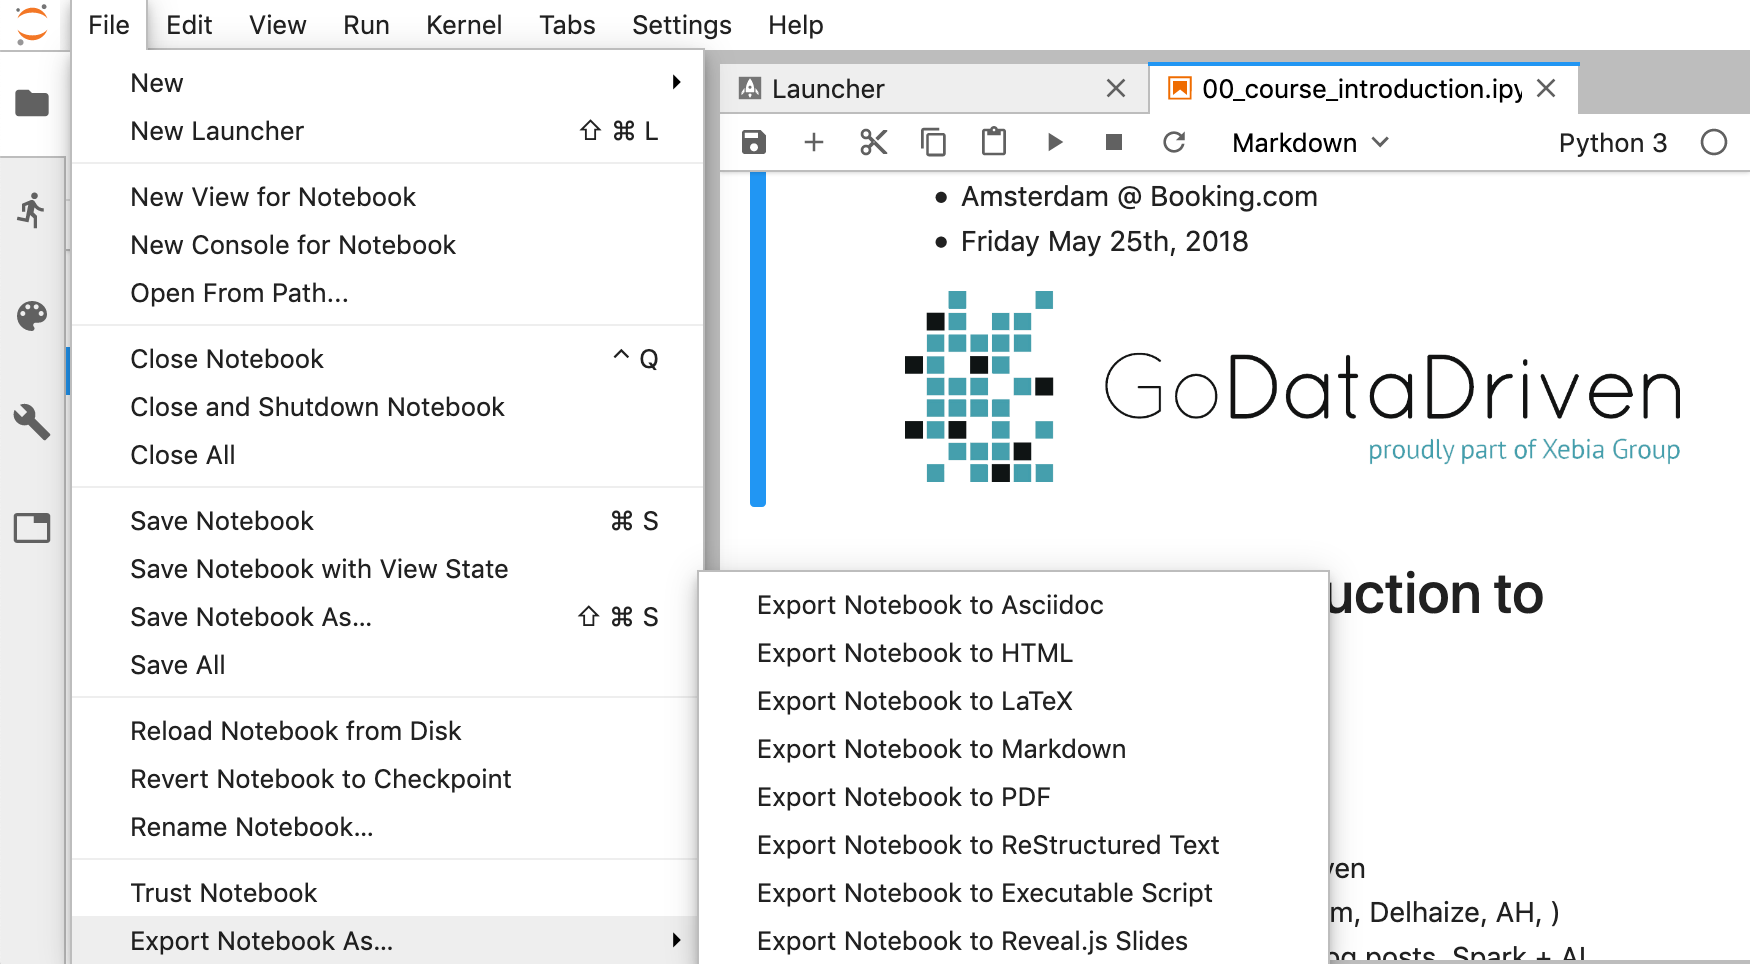 File Edit View Run Kernel Tabs Settings Help
New
New Launcher ⇧ ⌘ L
New View for Notebook
New Console for Notebook
Open From Path...
Close Notebook ^ Q
Close and Shutdown Notebook
Close All
Save Notebook ⌘ S
Save Notebook with View State
Save Notebook As... ⇧ ⌘ S
Save All
Reload Notebook from Disk
Revert Notebook to Checkpoint
Rename Notebook...
Trust Notebook
Export Notebook As...
Export Notebook to Asciidoc
Export Notebook to HTML
Export Notebook to LaTeX
Export Notebook to Markdown
Export Notebook to PDF
Export Notebook to ReStructured Text
Export Notebook to Executable Script
Export Notebook to Reveal.js Slides
Launcher
00_course_introduction.ipy
Markdown
Python 3
• Amsterdam @ Booking.com
• Friday May 25th, 2018
GoDataDriven
proudly part of Xebia Group
uction to
ven
m, Delhaize, AH, )
og posts, Spark + AI